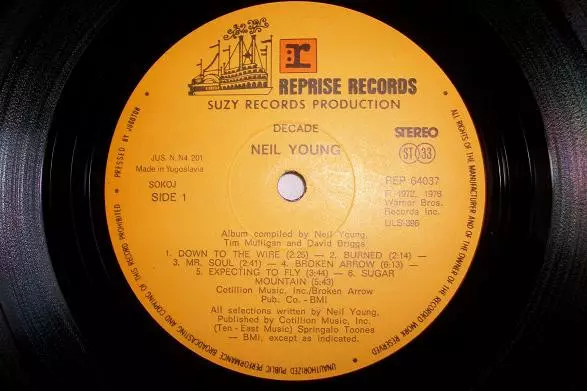 r
REPRISE RECORDS
SUZY RECORDS PRODUCTION
DECADE
STEREO
NEIL YOUNG
JUS. N. N4 201
Made in Yugoslavia
ST 33
SOKOJ
SIDE 1
REP 64037
℗ 1972, 1976
Warner Bros.
Records Inc.
ULS-396
Album compiled by Neil Young,
Tim Mulligan and David Briggs
1. DOWN TO THE WIRE (2:25) — 2. BURNED (2:14) —
3. MR. SOUL (2:41) — 4. BROKEN ARROW (6:13) —
5. EXPECTING TO FLY (3:44) — 6. SUGAR
MOUNTAIN (5:43)
Cotillion Music, Inc./Broken Arrow
Pub. Co. - BMI
All selections written by Neil Young,
Published by Cotillion Music, Inc.
(Ten - East Music) Springalo Toones
— BMI, except as indicated.
• PRESSED BY JUGOTON • ALL RIGHTS OF THE MANUFACTURER AND OF THE OWNER OF THE RECORDED WORK RESERVED • UNAUTHORIZED PUBLIC PERFORMANCE BROADCASTING AND COPYING OF THIS RECORD PROHIBITED